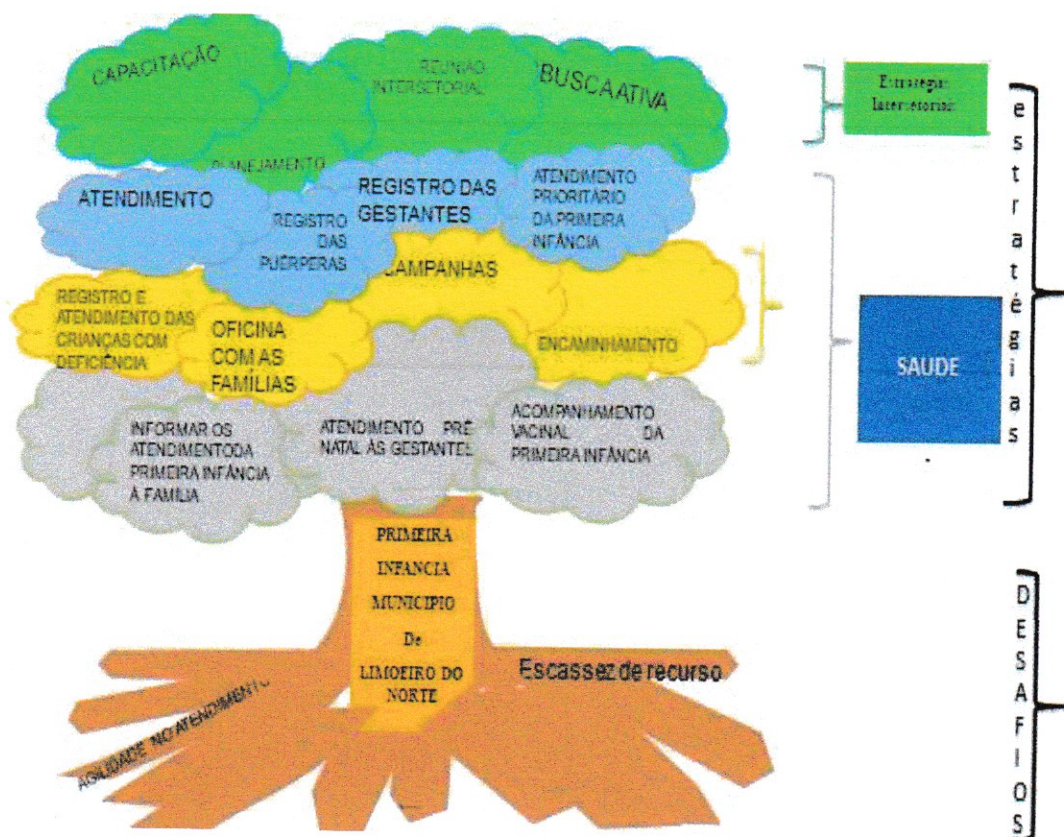 CAPACITAÇÃO
REUNIÃO
INTERSETORIAL
BUSCA ATIVA
PLANEJAMENTO
Estrategias
Intersetoriais
ATENDIMENTO
REGISTRO
DAS
PUÉRPERAS
REGISTRO DAS
GESTANTES
ATENDIMENTO
PRIORITÁRIO
DA PRIMEIRA
INFÂNCIA
REGISTRO E
ATENDIMENTO DAS
CRIANÇAS COM
DEFICIÊNCIA
OFICINA
COM AS
FAMÍLIAS
CAMPANHAS
ENCAMINHAMENTO
INFORMAR OS
ATENDIMENTODA
PRIMEIRA INFÂNCIA
À FAMÍLIA
ATENDIMENTO PRÉ
NATAL ÀS GESTANTE
ACOMPANHAMENTO
VACINAL DA
PRIMEIRA INFÂNCIA
SAUDE
estratégias
PRIMEIRA
INFANCIA
MUNICIPIO
De
LIMOEIRO DO
NORTE
AGILIDADE NO ATENDIMENTO
Escassez de recurso
DESAFIOS